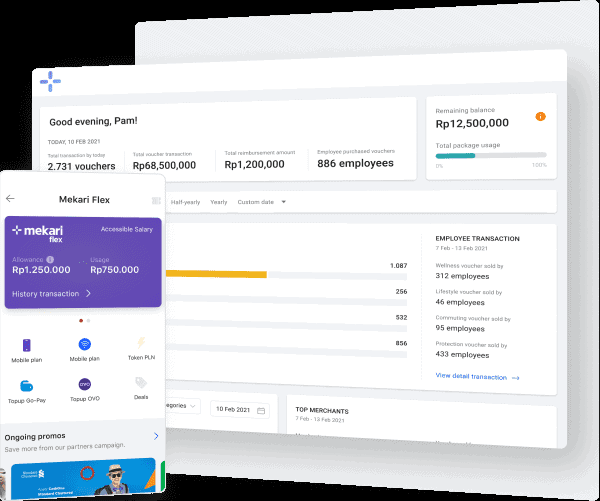 Good evening, Pam!
TODAY, 10 FEB 2021
Total transaction by today
2.731 vouchers
Total voucher transaction
Rp68,500,000
Total reimbursement amount
Rp1,200,000
Employee purchased vouchers
886 employees
Remaining balance
Rp12,500,000
Total package usage
0%
100%
Half-yearly
Yearly
Custom date
1.087
256
532
856
EMPLOYEE TRANSACTION
7 Feb - 13 Feb 2021
Wellness voucher sold by
312 employees
Lifestyle voucher sold by
46 employees
Commuting voucher sold by
95 employees
Protection voucher sold by
433 employees
View detail transaction
10 Feb 2021
TOP MERCHANTS
7 Feb - 13 Feb 2021
Mekari Flex
mekari
flex
Accessible Salary
Allowance
Rp1.250.000
Usage
Rp750.000
History transaction
Mobile plan
Mobile plan
Token PLN
Topup Go-Pay
OVO
Topup OVO
Deals
Ongoing promos
Save more from our partners campaign.
Standard
Chartered